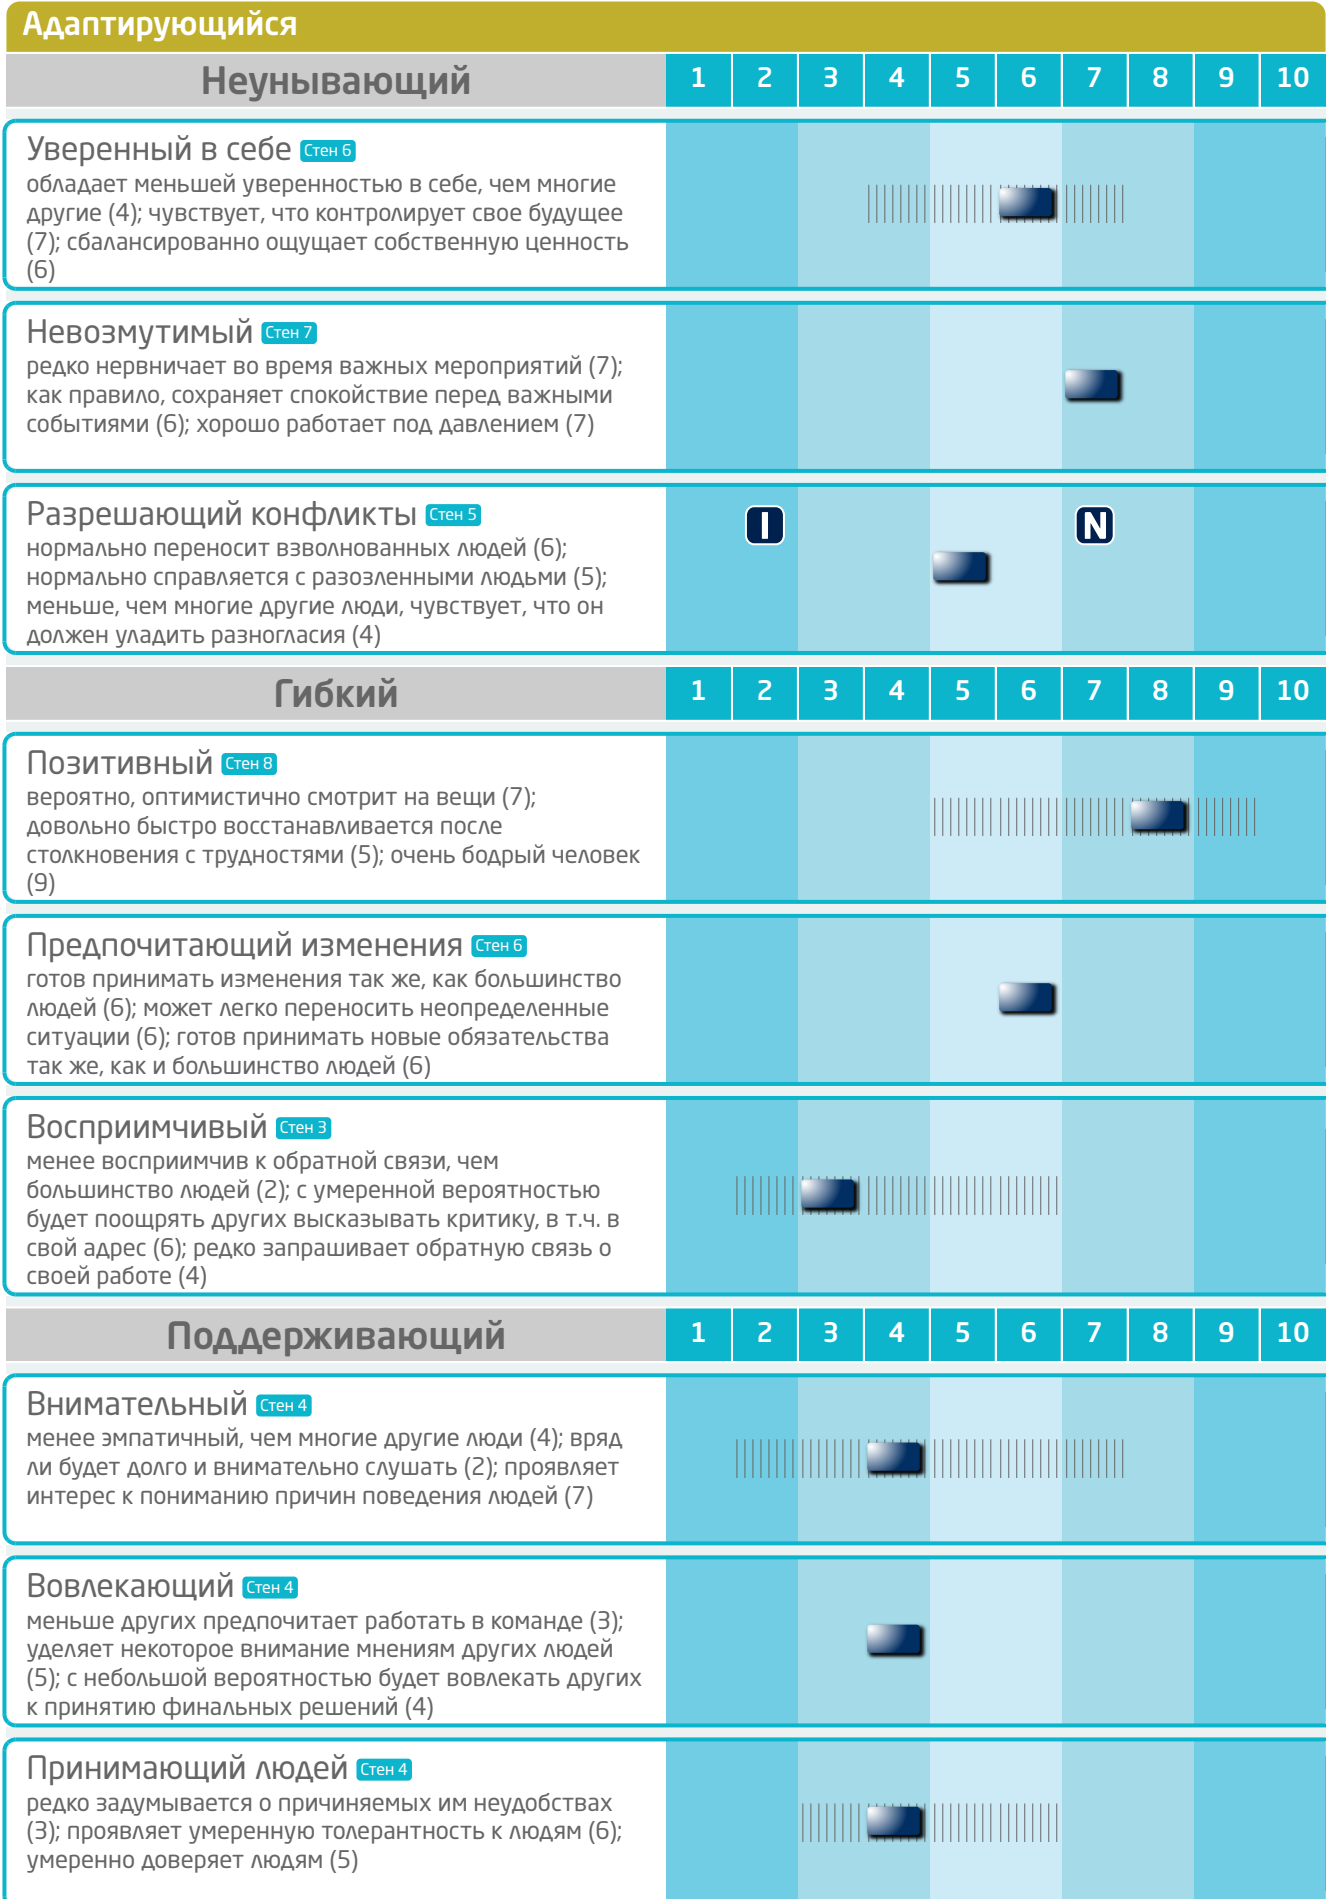 Адаптирующийся
Неунывающий 1 2 3 4 5 6 7 8 9 10
Уверенный в себе Стен 6
обладает меньшей уверенностью в себе, чем многие
другие (4); чувствует, что контролирует свое будущее
(7); сбалансированно ощущает собственную ценность
(6)
Невозмутимый Стен 7
редко нервничает во время важных мероприятий (7);
как правило, сохраняет спокойствие перед важными
событиями (6); хорошо работает под давлением (7)
Разрешающий конфликты Стен 5
I N
нормально переносит взволнованных людей (6);
нормально справляется с разозленными людьми (5);
меньше, чем многие другие люди, чувствует, что он
должен уладить разногласия (4)
Гибкий 1 2 3 4 5 6 7 8 9 10
Позитивный Стен 8
вероятно, оптимистично смотрит на вещи (7);
довольно быстро восстанавливается после
столкновения с трудностями (5); очень бодрый человек
(9)
Предпочитающий изменения Стен 6
готов принимать изменения так же, как большинство
людей (6); может легко переносить неопределенные
ситуации (6); готов принимать новые обязательства
так же, как и большинство людей (6)
Восприимчивый Стен 3
менее восприимчив к обратной связи, чем
большинство людей (2); с умеренной вероятностью
будет поощрять других высказывать критику, в т.ч. в
свой адрес (6); редко запрашивает обратную связь о
своей работе (4)
Поддерживающий 1 2 3 4 5 6 7 8 9 10
Внимательный Стен 4
менее эмпатичный, чем многие другие люди (4); вряд
ли будет долго и внимательно слушать (2); проявляет
интерес к пониманию причин поведения людей (7)
Вовлекающий Стен 4
меньше других предпочитает работать в команде (3);
уделяет некоторое внимание мнениям других людей
(5); с небольшой вероятностью будет вовлекать других
к принятию финальных решений (4)
Принимающий людей Стен 4
редко задумывается о причиняемых им неудобствах
(3); проявляет умеренную толерантность к людям (6);
умеренно доверяет людям (5)